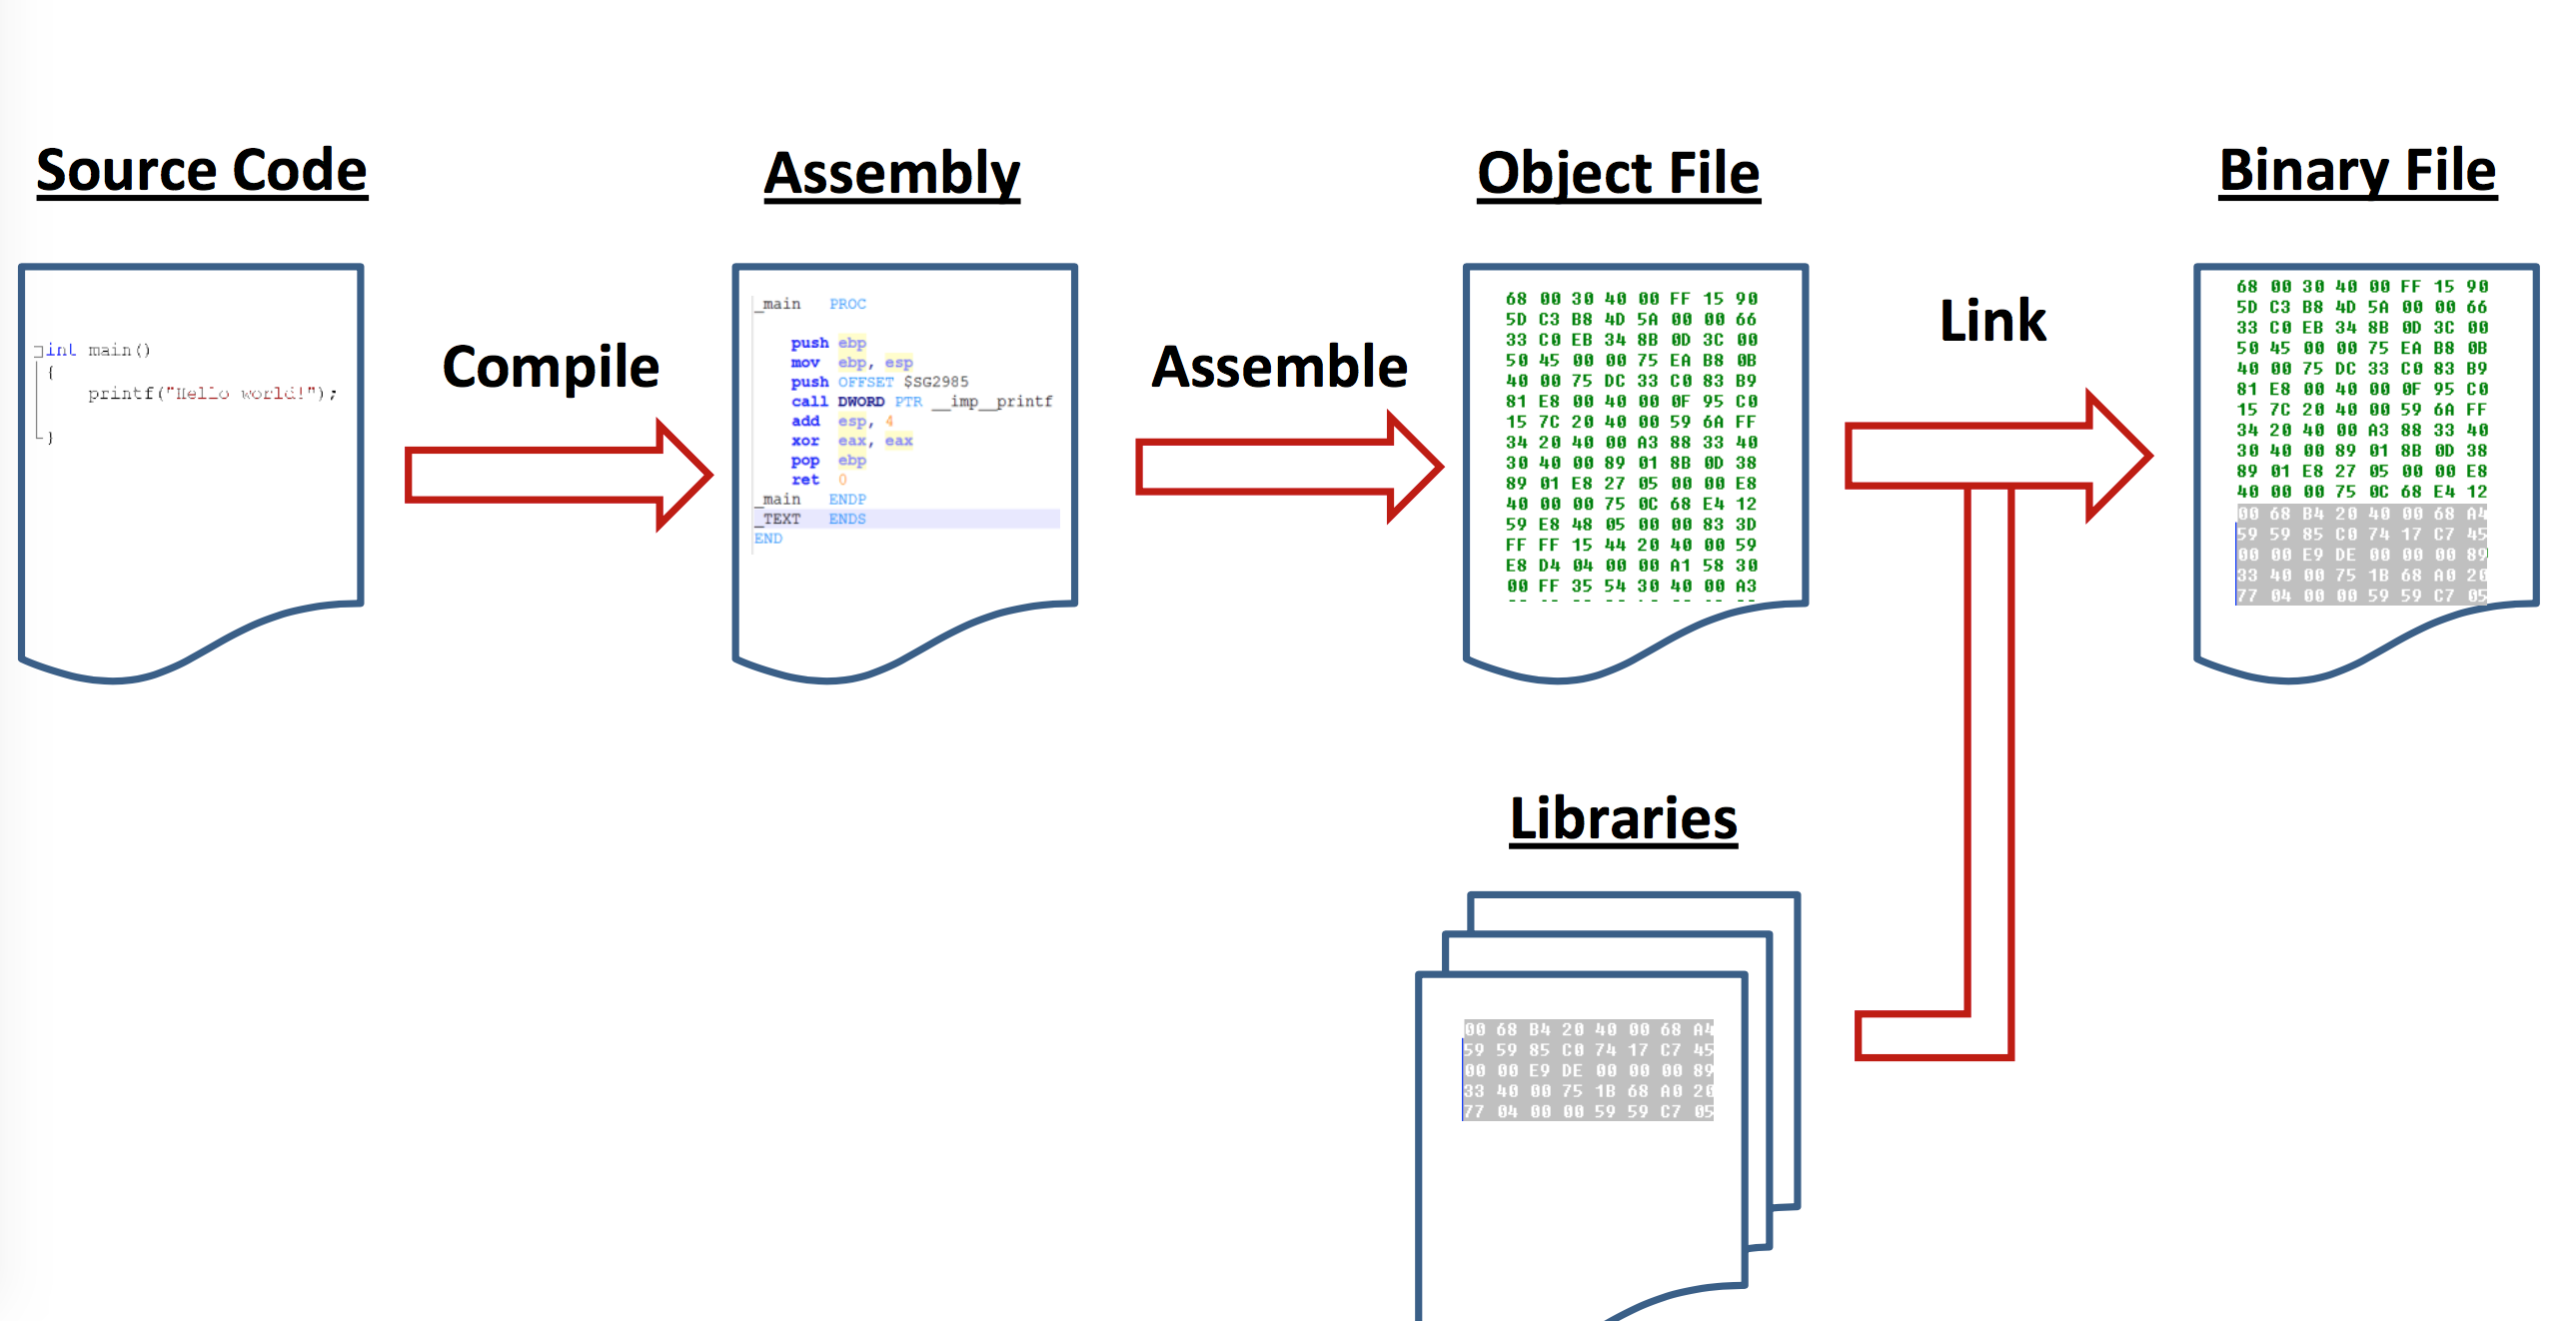 Source Code
int main()
{
printf("Hello world!");
}
Compile
Assembly
_main PROC
push ebp
mov ebp, esp
push OFFSET $SG2985
call DWORD PTR __imp__printf
add esp, 4
xor eax, eax
pop ebp
ret 0
_main ENDP
_TEXT ENDS
END
Assemble
Object File
68 00 30 40 00 FF 15 90
5D C3 B8 4D 5A 00 00 66
33 C0 EB 34 8B 0D 3C 00
50 45 00 00 75 EA B8 0B
40 00 75 DC 33 C0 83 B9
81 E8 00 40 00 0F 95 C0
15 7C 20 40 00 59 6A FF
34 20 40 00 A3 88 33 40
30 40 00 89 01 8B 0D 38
89 01 E8 27 05 00 00 E8
40 00 00 75 0C 68 E4 12
59 E8 48 05 00 00 83 3D
FF FF 15 44 20 40 00 59
E8 D4 04 00 00 A1 58 30
00 FF 35 54 30 40 00 A3
Link
Binary File
68 00 30 40 00 FF 15 90
5D C3 B8 4D 5A 00 00 66
33 C0 EB 34 8B 0D 3C 00
50 45 00 00 75 EA B8 0B
40 00 75 DC 33 C0 83 B9
81 E8 00 40 00 0F 95 C0
15 7C 20 40 00 59 6A FF
34 20 40 00 A3 88 33 40
30 40 00 89 01 8B 0D 38
89 01 E8 27 05 00 00 E8
40 00 00 75 0C 68 E4 12
00 68 B4 20 40 00 68 A4
59 59 85 C0 74 17 C7 45
00 00 E9 DE 00 00 00 89
33 40 00 75 1B 68 A0 20
77 04 00 00 59 59 C7 05
Libraries
00 68 B4 20 40 00 68 A4
59 59 85 C0 74 17 C7 45
00 00 E9 DE 00 00 00 89
33 40 00 75 1B 68 A0 20
77 04 00 00 59 59 C7 05